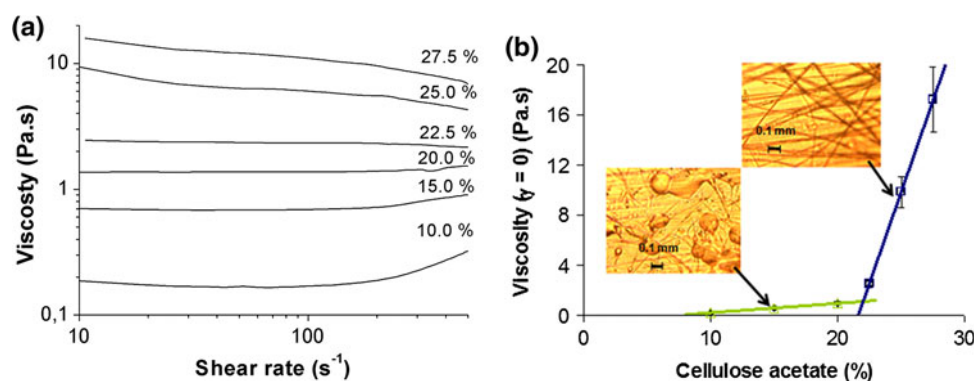 (a)
Viscosty (Pa.s)
10
1
0,1
27.5 %
25.0 %
22.5 %
20.0 %
15.0 %
10.0 %
10
100
Shear rate (s⁻¹)
(b)
Viscosity (γ = 0) (Pa.s)
20
16
12
8
4
0
0.1 mm
0.1 mm
0
10
20
30
Cellulose acetate (%)